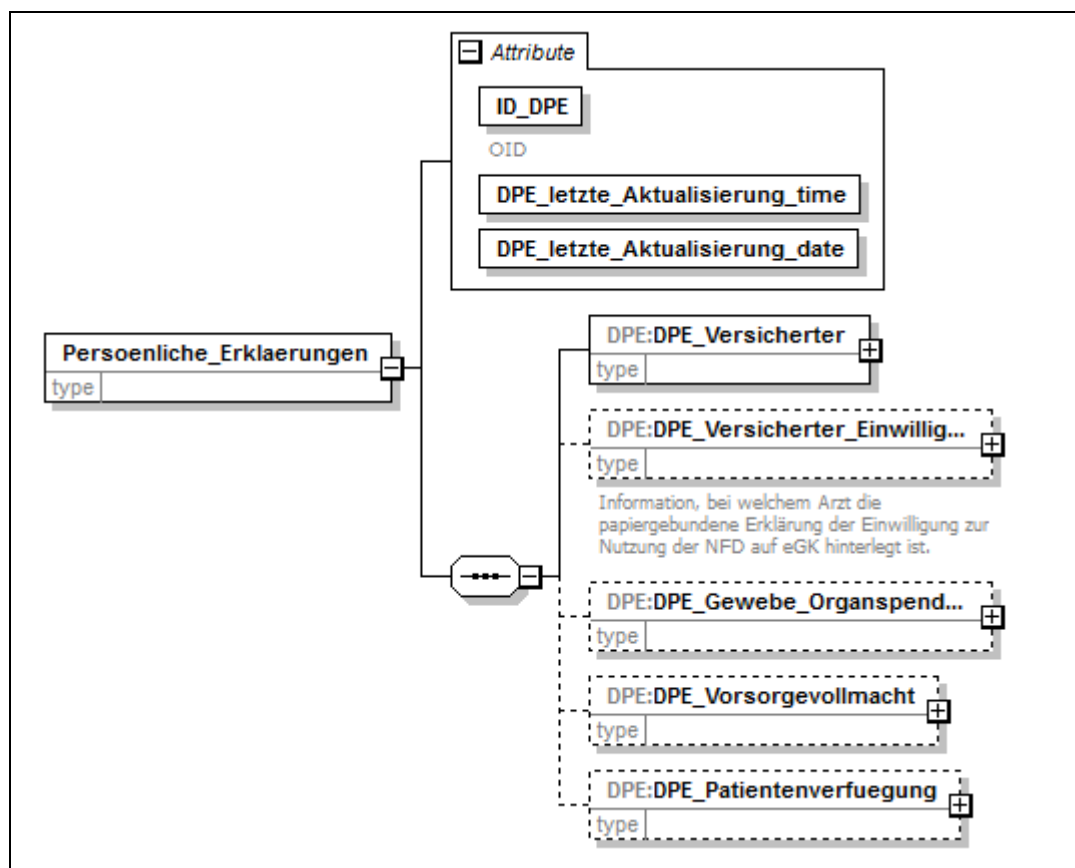 Attribute
ID_DPE
OID
DPE_letzte_Aktualisierung_time
DPE_letzte_Aktualisierung_date
Persoenliche_Erklaerungen
type
DPE:DPE_Versicherter
type
DPE:DPE_Versicherter_Einwillig...
type
Information, bei welchem Arzt die
papiergebundene Erklärung der Einwilligung zur
Nutzung der NFD auf eGK hinterlegt ist.
DPE:DPE_Gewebe_Organspend...
type
DPE:DPE_Vorsorgevollmacht
type
DPE:DPE_Patientenverfuegung
type